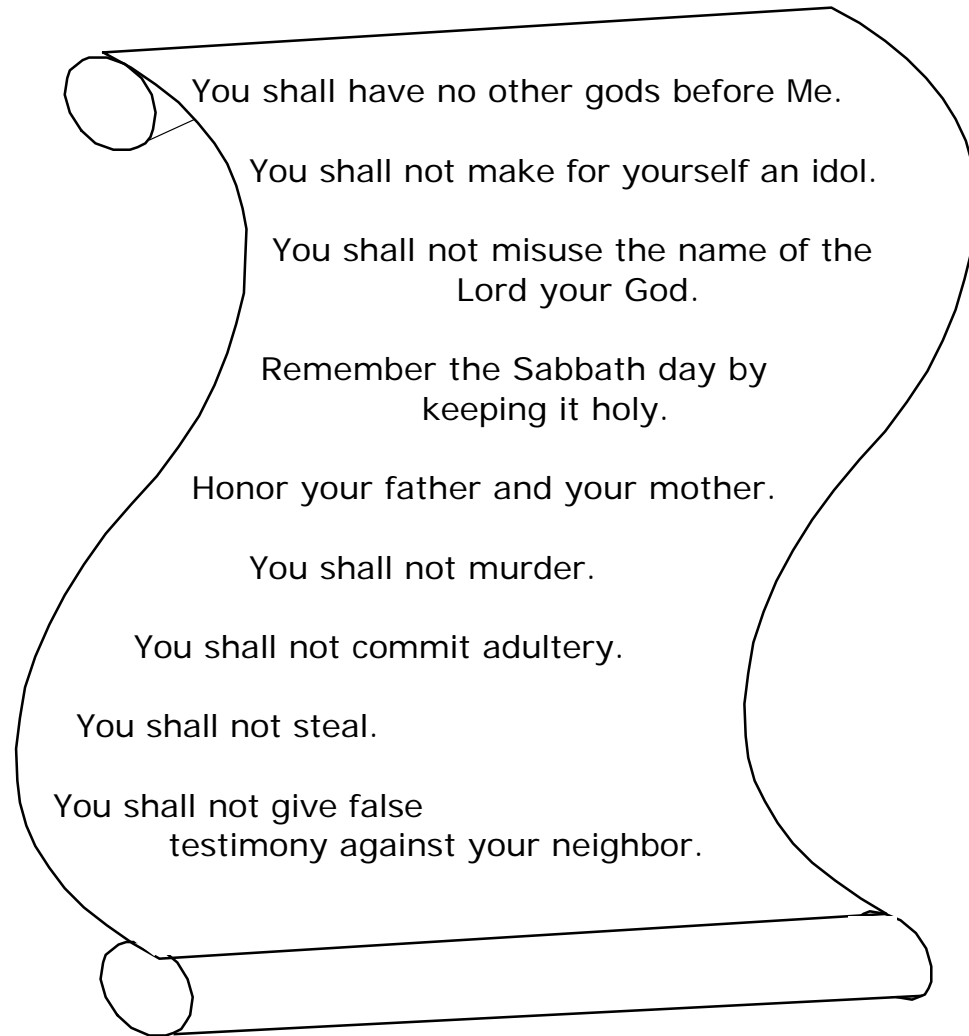 You shall have no other gods before Me.
You shall not make for yourself an idol.
You shall not misuse the name of the
Lord your God.
Remember the Sabbath day by
keeping it holy.
Honor your father and your mother.
You shall not murder.
You shall not commit adultery.
You shall not steal.
You shall not give false
testimony against your neighbor.